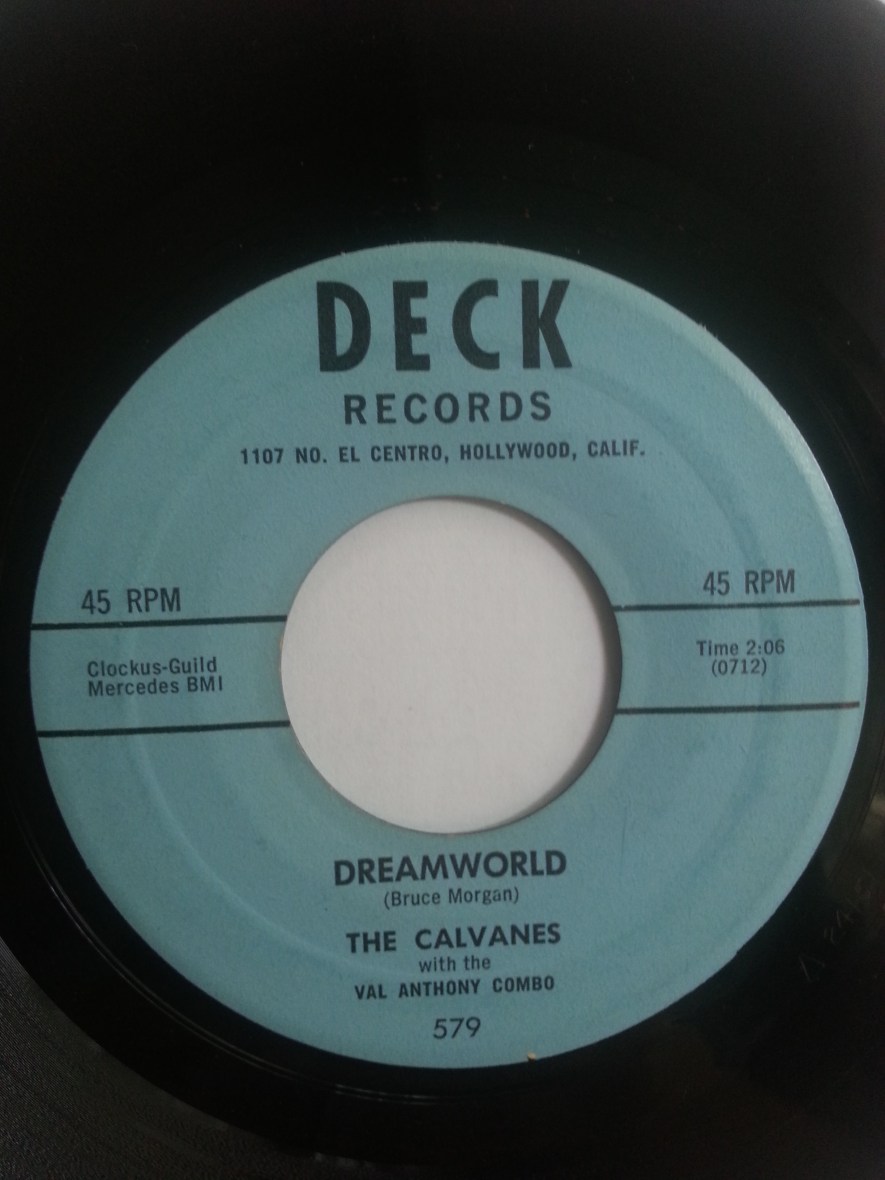 DECK
RECORDS
1107 NO. EL CENTRO, HOLLYWOOD, CALIF.
45 RPM
45 RPM
Clockus-Guild
Mercedes BMI
Time 2:06
(0712)
DREAMWORLD
(Bruce Morgan)
THE CALVANES
with the
VAL ANTHONY COMBO
579